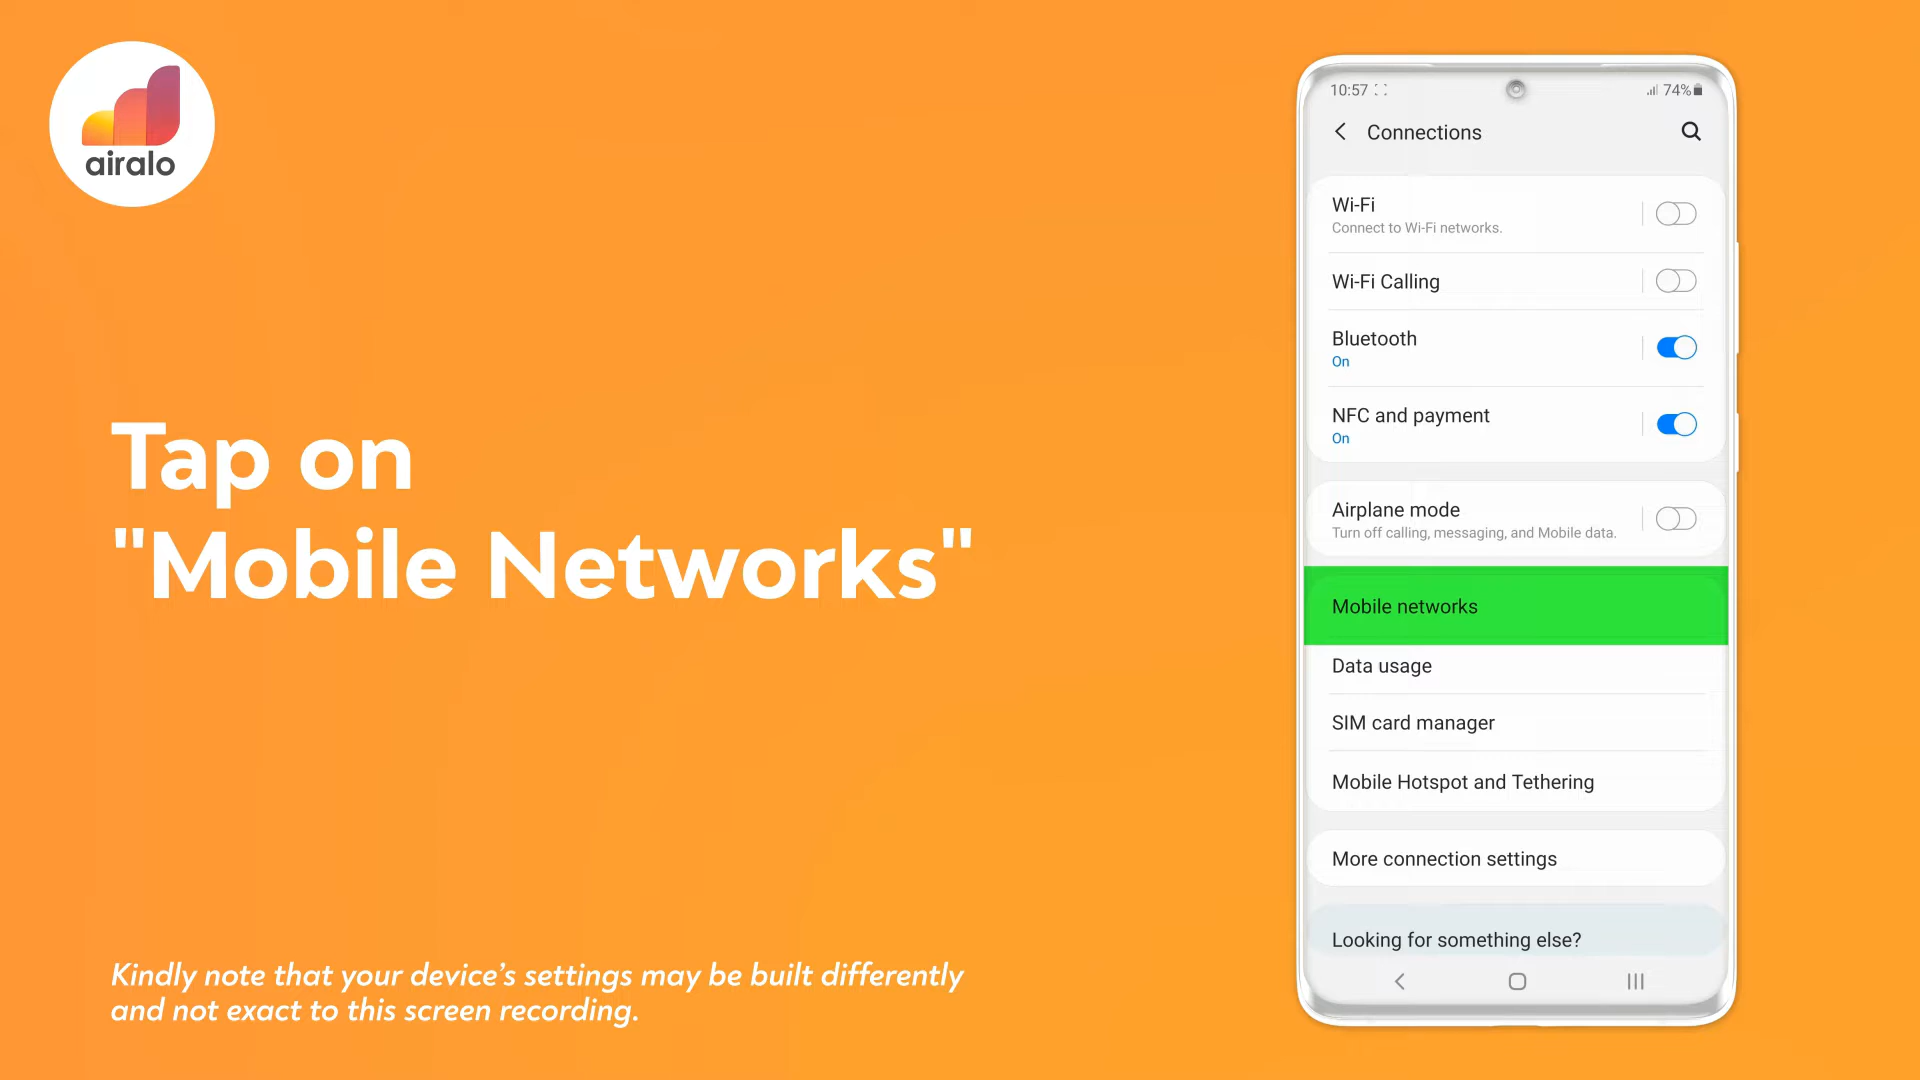 airalo
Tap on
"Mobile Networks"
Kindly note that your device's settings may be built differently
and not exact to this screen recording.
10:57
74%
Connections
Wi-Fi
Connect to Wi-Fi networks.
Wi-Fi Calling
Bluetooth
On
NFC and payment
On
Airplane mode
Turn off calling, messaging, and Mobile data.
Mobile networks
Data usage
SIM card manager
Mobile Hotspot and Tethering
More connection settings
Looking for something else?